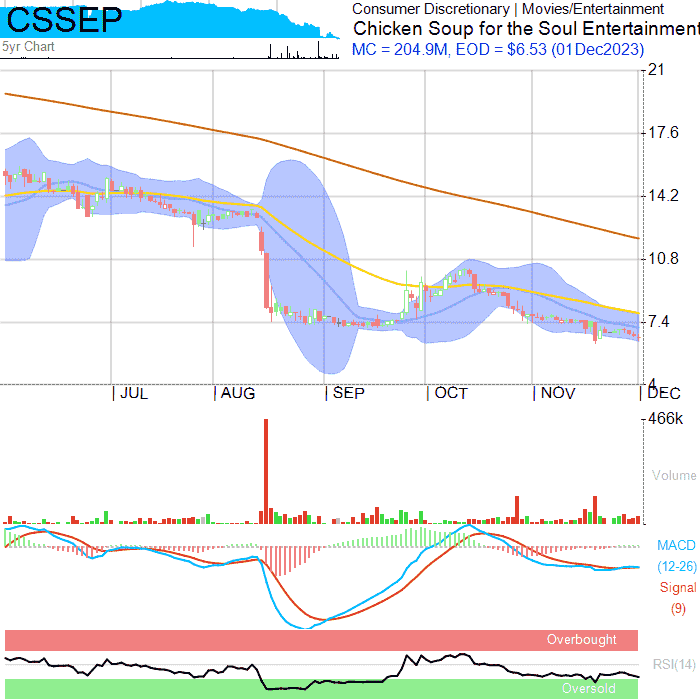 CSSEP
Consumer Discretionary | Movies/Entertainment
Chicken Soup for the Soul Entertainment
5yr Chart
MC = 204.9M, EOD = $6.53 (01Dec2023)
21
17.6
14.2
10.8
7.4
4
JUL AUG SEP OCT NOV DEC
466k
Volume
MACD
(12-26)
Signal
(9)
Overbought
RSI(14)
Oversold